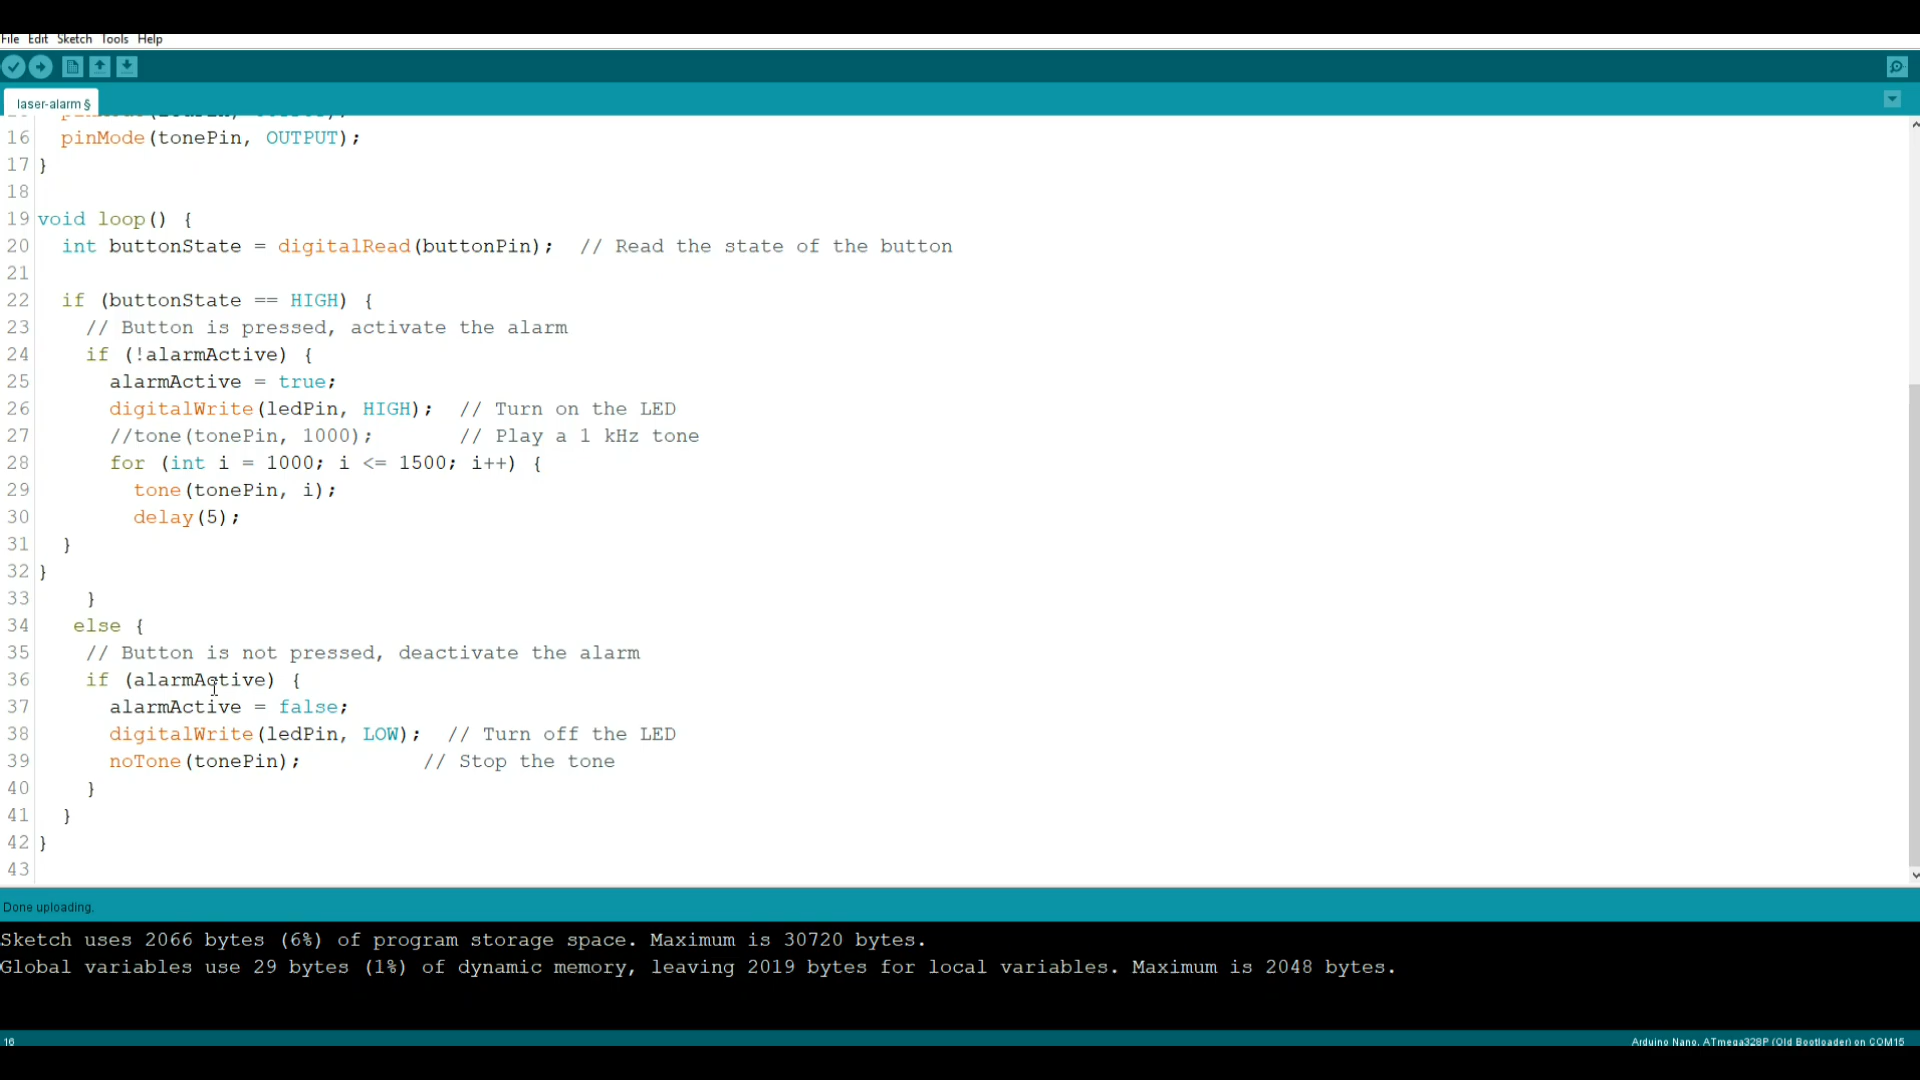 File Edit Sketch Tools Help
laser-alarm §
16 pinMode(tonePin, OUTPUT);
17 }
18
19 void loop() {
20 int buttonState = digitalRead(buttonPin); // Read the state of the button
21
22 if (buttonState == HIGH) {
23 // Button is pressed, activate the alarm
24 if (!alarmActive) {
25 alarmActive = true;
26 digitalWrite(ledPin, HIGH); // Turn on the LED
27 //tone(tonePin, 1000); // Play a 1 kHz tone
28 for (int i = 1000; i <= 1500; i++) {
29 tone(tonePin, i);
30 delay(5);
31 }
32 }
33 }
34 else {
35 // Button is not pressed, deactivate the alarm
36 if (alarmActive) {
37 alarmActive = false;
38 digitalWrite(ledPin, LOW); // Turn off the LED
39 noTone(tonePin); // Stop the tone
40 }
41 }
42 }
43
Done uploading.
Sketch uses 2066 bytes (6%) of program storage space. Maximum is 30720 bytes.
Global variables use 29 bytes (1%) of dynamic memory, leaving 2019 bytes for local variables. Maximum is 2048 bytes.
16 Arduino Nano, ATmega328P (Old Bootloader) on COM15